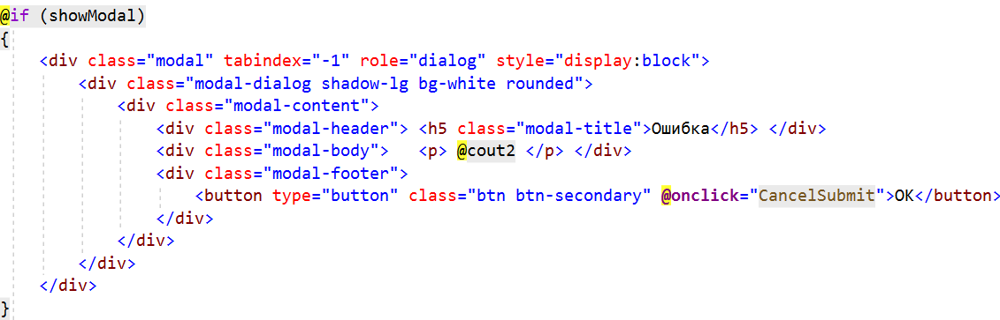 @if (showModal)
{
    <div class="modal" tabindex="-1" role="dialog" style="display:block">
        <div class="modal-dialog shadow-lg bg-white rounded">
            <div class="modal-content">
                <div class="modal-header"> <h5 class="modal-title">Ошибка</h5> </div>
                <div class="modal-body">   <p> @cout2 </p> </div>
                <div class="modal-footer">
                    <button type="button" class="btn btn-secondary" @onclick="CancelSubmit">OK</button>
                </div>
            </div>
        </div>
    </div>
}